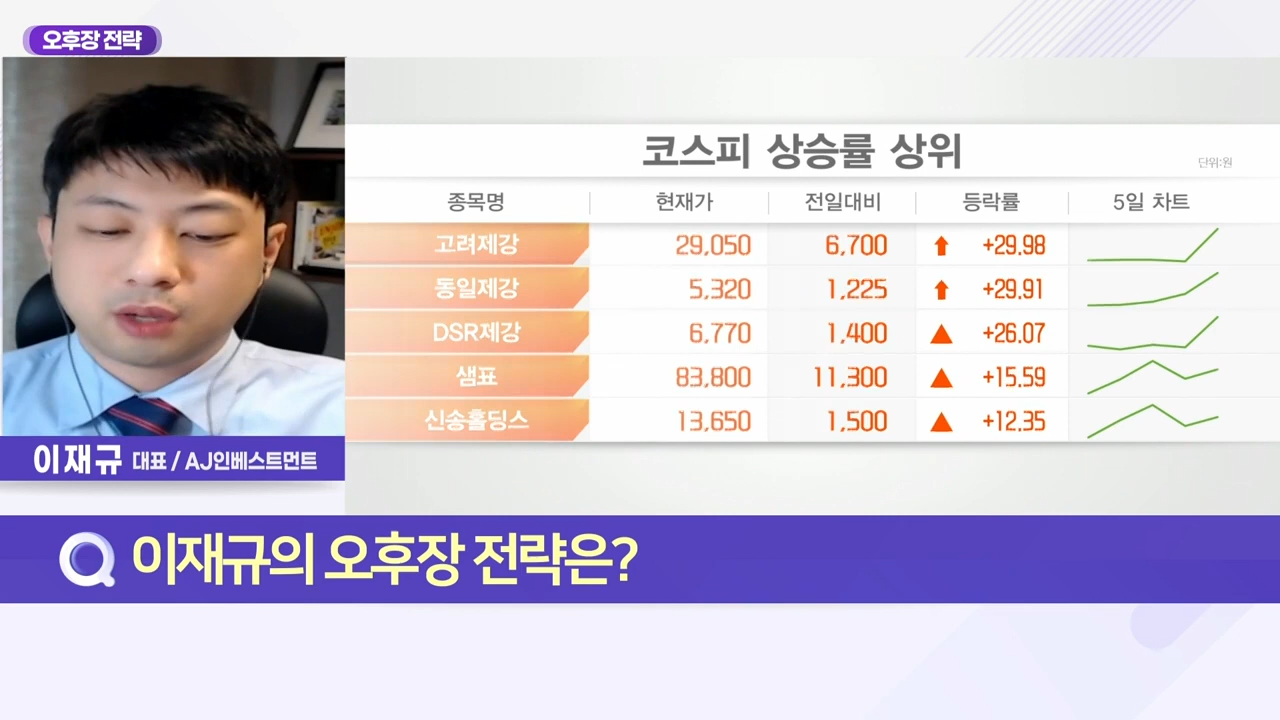 오후장 전략
코스피 상승률 상위
단위:원
종목명 현재가 전일대비 등락률 5일 차트
고려제강 29,050 6,700 +29.98
동일제강 5,320 1,225 +29.91
DSR제강 6,770 1,400 ▲ +26.07
샘표 83,800 11,300 ▲ +15.59
신송홀딩스 13,650 1,500 ▲ +12.35
이재규 대표 / AJ인베스트먼트
이재규의 오후장 전략은?